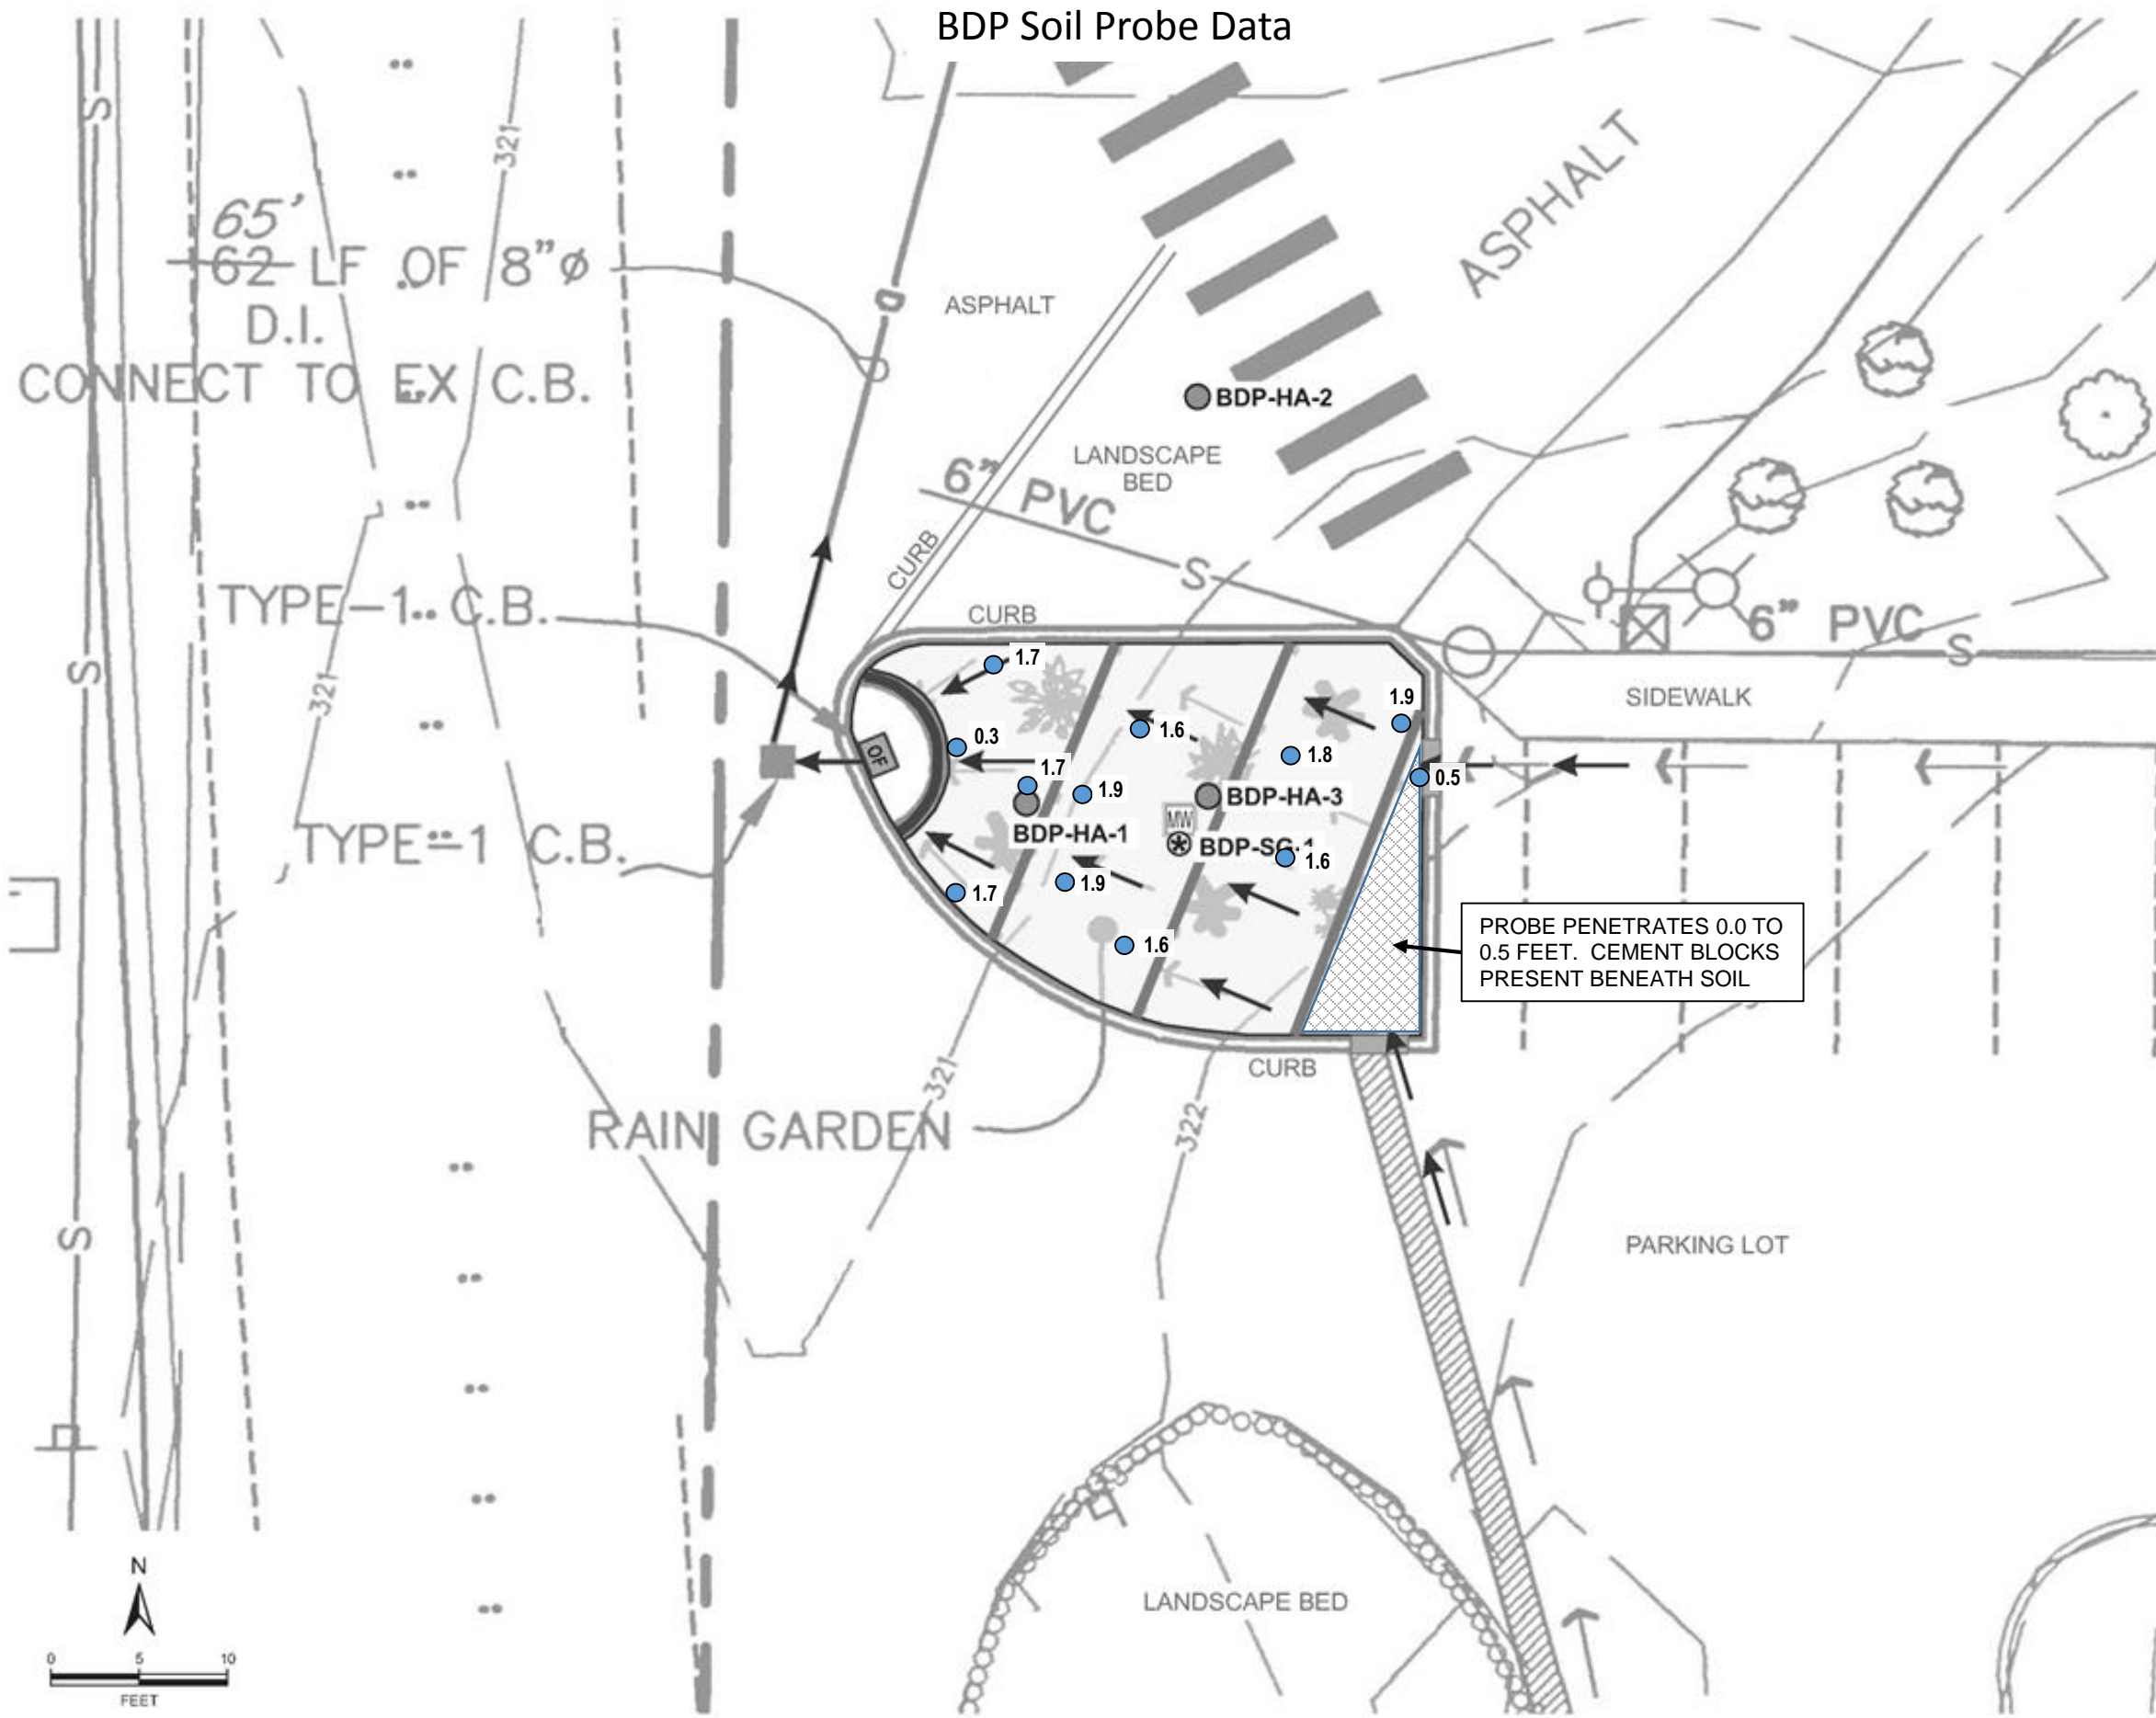 BDP Soil Probe Data
S
321
65'
62 LF OF 8"ø
D.I.
CONNECT TO EX C.B.
D
ASPHALT
ASPHALT
BDP-HA-2
LANDSCAPE
BED
6" PVC
S
CURB
TYPE-1 C.B.
CURB
6" PVC
S
S
321
SIDEWALK
1.7
1.9
0.3
1.6
1.8
OF
1.7
1.9
0.5
BDP-HA-3
MW
BDP-HA-1
BDP-SG-1
1.6
TYPE-1 C.B.
1.7
1.9
1.6
PROBE PENETRATES 0.0 TO
0.5 FEET. CEMENT BLOCKS
PRESENT BENEATH SOIL
CURB
321
322
RAIN GARDEN
S
PARKING LOT
N
LANDSCAPE BED
0 5 10
FEET